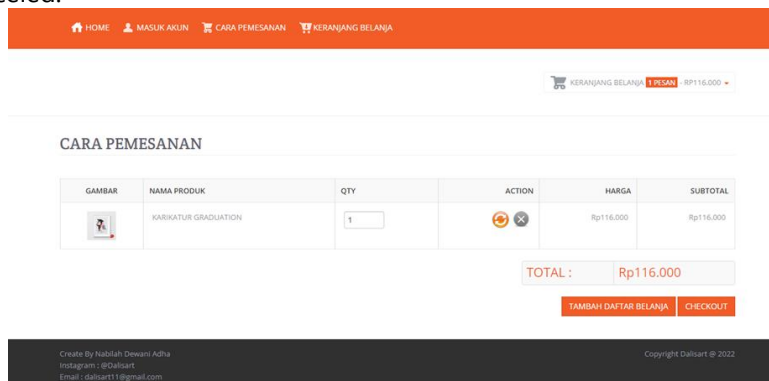 HOME MASUK AKUN CARA PEMESANAN KERANJANG BELANJA
KERANJANG BELANJA 1 PESAN - RP116.000
CARA PEMESANAN
GAMBAR NAMA PRODUK QTY ACTION HARGA SUBTOTAL
KARIKATUR GRADUATION 1 Rp116.000 Rp116.000
TOTAL : Rp116.000
TAMBAH DAFTAR BELANJA CHECKOUT
Create By Nabilah Dewani Adha Copyright Dalisart @ 2022
Instagram : @Dalisart
Email : dalisart11@gmail.com